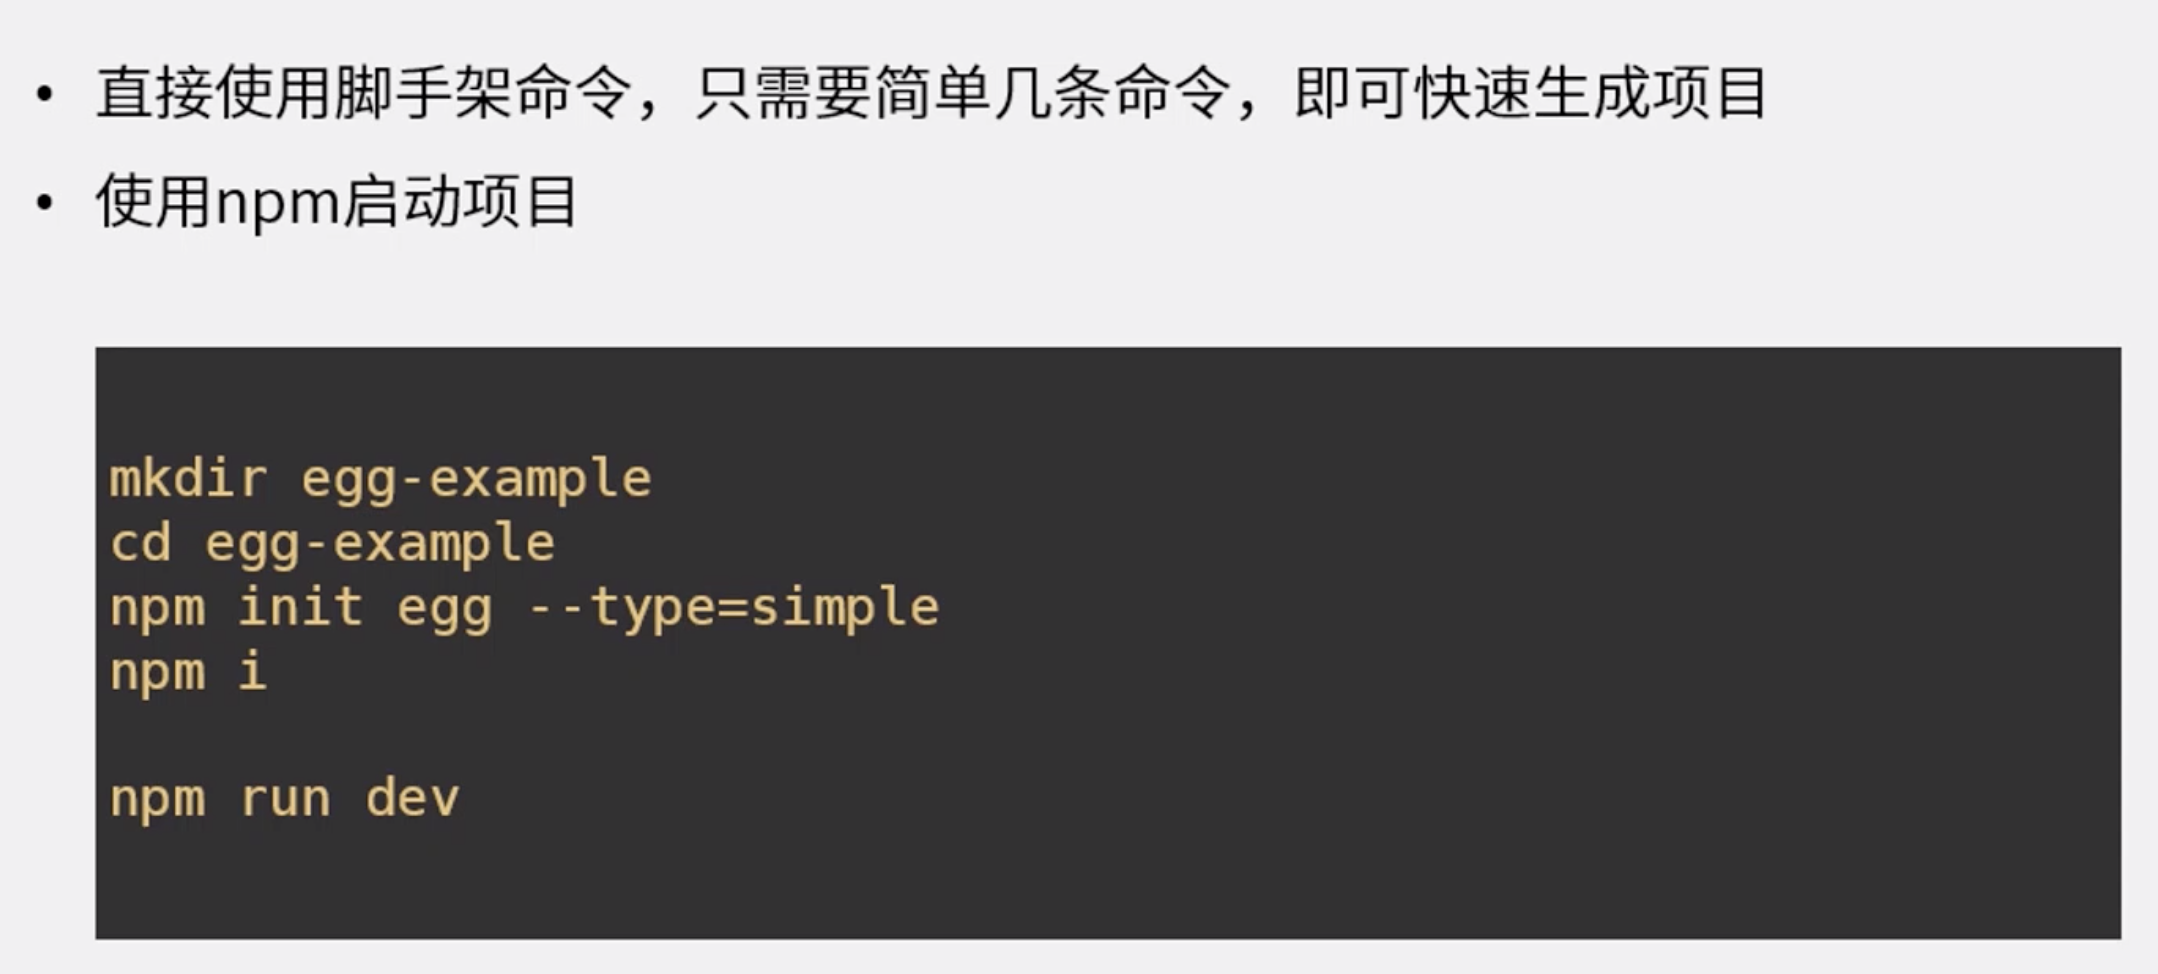 • 直接使用脚手架命令，只需要简单几条命令，即可快速生成项目
• 使用npm启动项目
mkdir egg-example
cd egg-example
npm init egg --type=simple
npm i
npm run dev